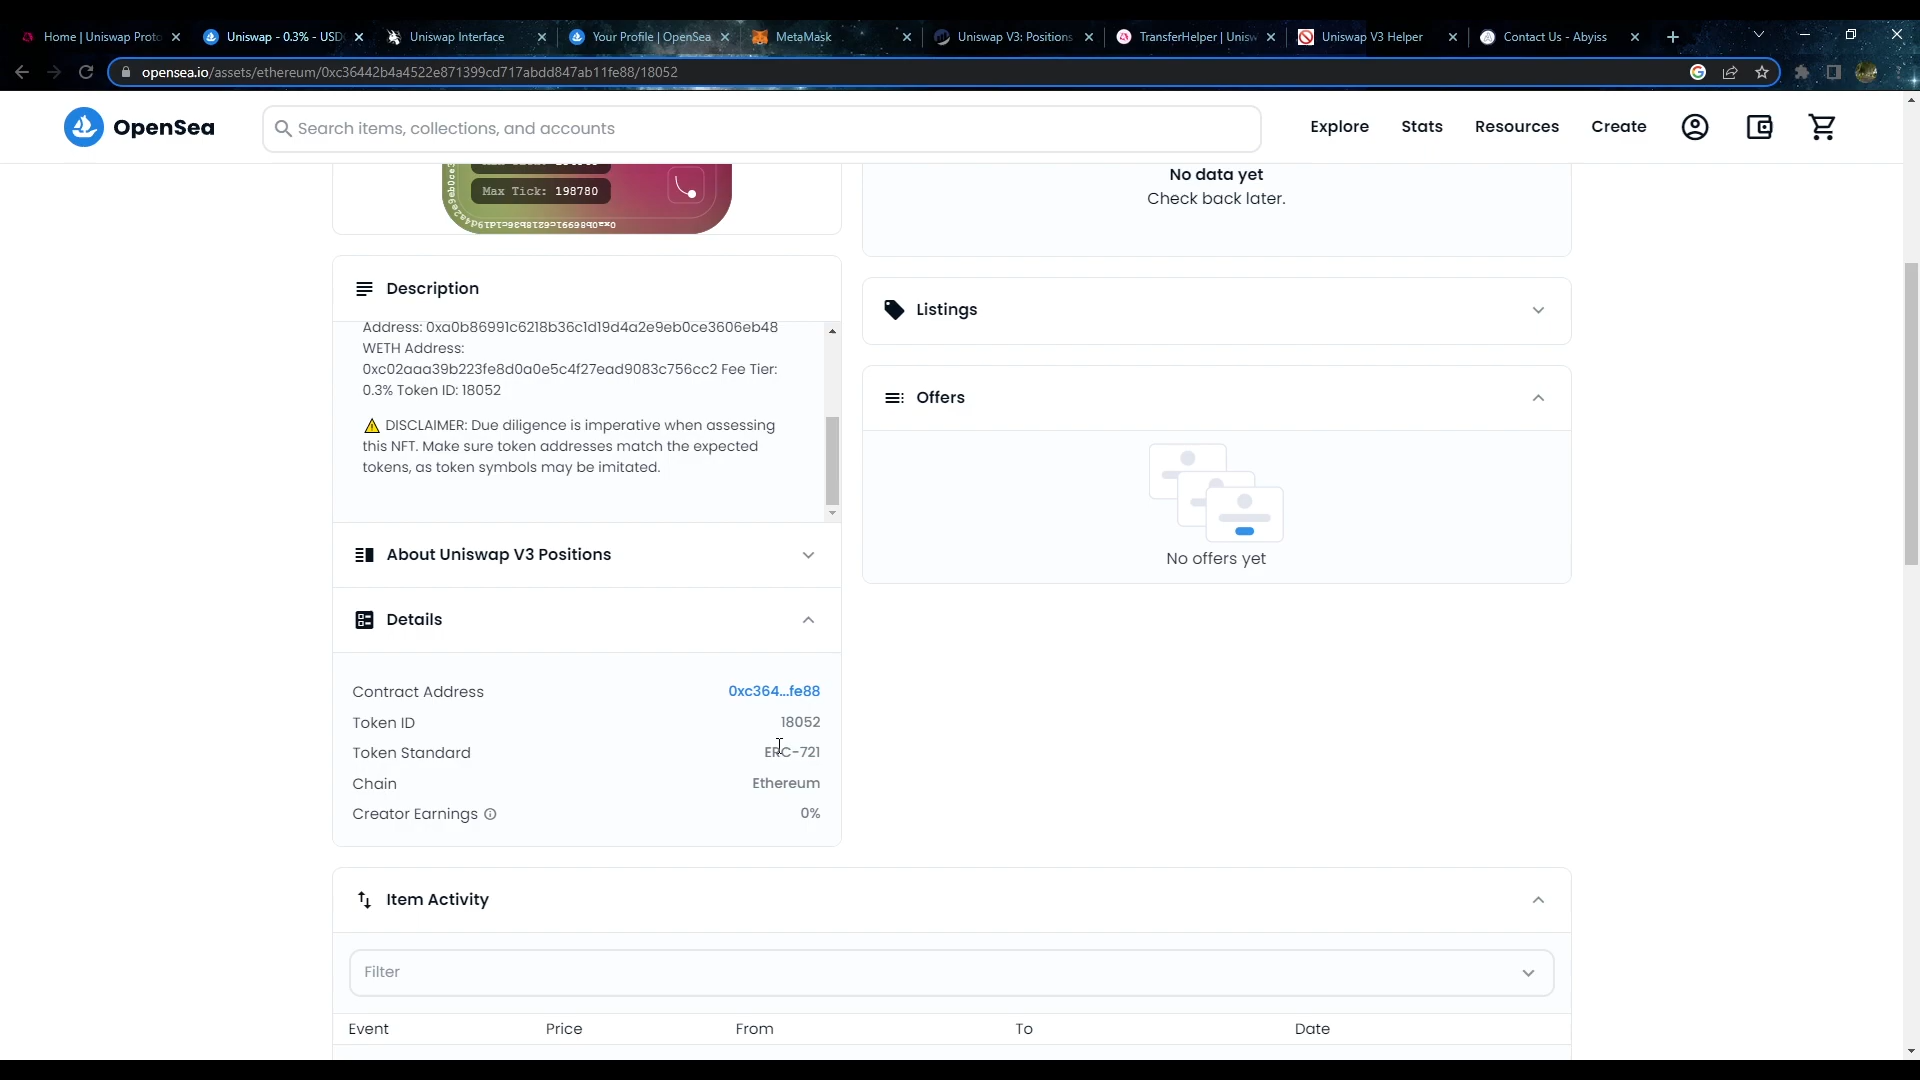 Home | Uniswap Proto
Uniswap - 0.3% - USD
Uniswap Interface
Your Profile | OpenSea
MetaMask
Uniswap V3: Positions
TransferHelper | Unisw
Uniswap V3 Helper
Contact Us - Abyiss
opensea.io/assets/ethereum/0xc36442b4a4522e871399cd717abdd847ab11fe88/18052
OpenSea
Search items, collections, and accounts
Explore
Stats
Resources
Create
Max Tick: 198780
No data yet
Check back later.
Description
Address: 0xa0b86991c6218b36c1d19d4a2e9eb0ce3606eb48
WETH Address:
0xc02aaa39b223fe8d0a0e5c4f27ead9083c756cc2 Fee Tier:
0.3% Token ID: 18052
⚠️ DISCLAIMER: Due diligence is imperative when assessing
this NFT. Make sure token addresses match the expected
tokens, as token symbols may be imitated.
Listings
Offers
No offers yet
About Uniswap V3 Positions
Details
Contract Address 0xc364...fe88
Token ID 18052
Token Standard ERC-721
Chain Ethereum
Creator Earnings 0%
Item Activity
Filter
Event Price From To Date